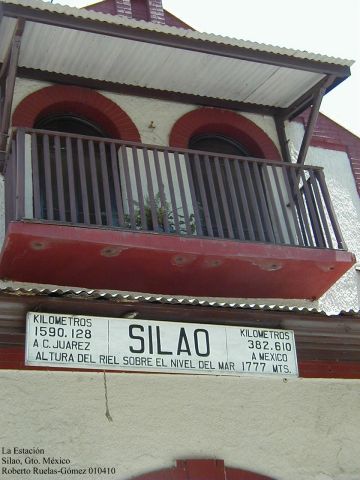 KILOMETROS
1590.128
A C. JUAREZ
SILAO
KILOMETROS
382.610
A MEXICO
ALTURA DEL RIEL SOBRE EL NIVEL DEL MAR 1777 MTS.
La Estación
Silao, Gto. México
Roberto Ruelas-Gómez 010410